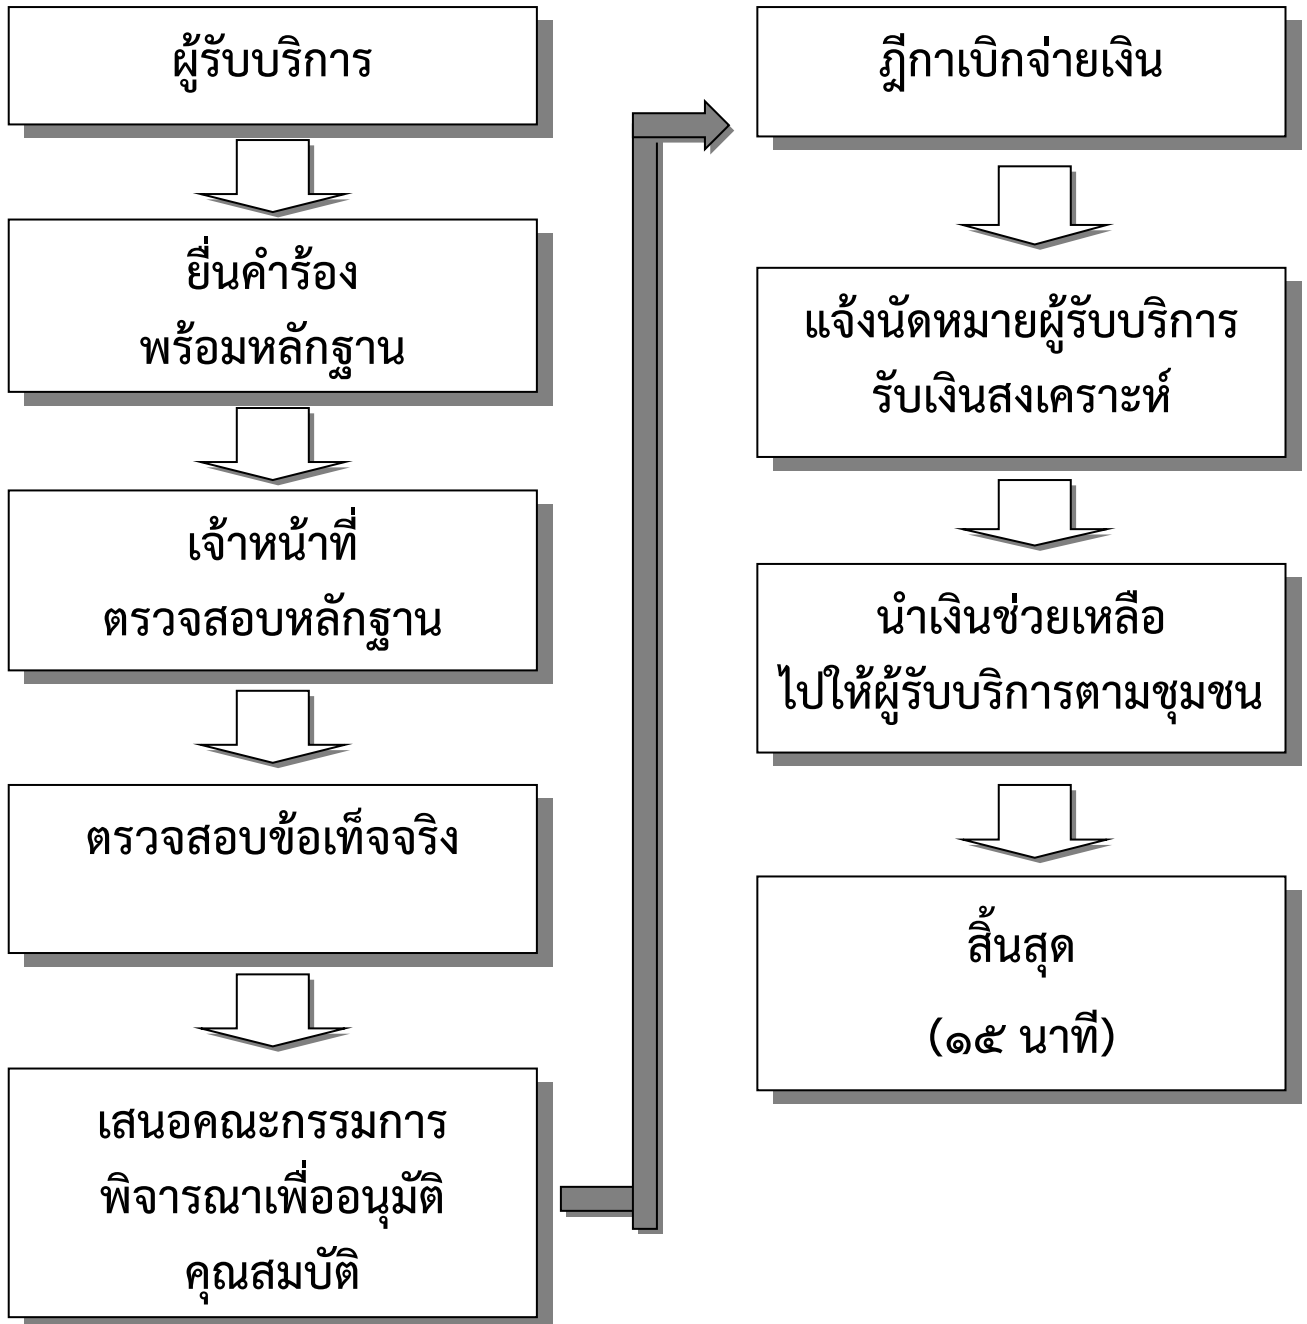 ผู้รับบริการ
ยื่นคำร้อง
พร้อมหลักฐาน
เจ้าหน้าที่
ตรวจสอบหลักฐาน
ตรวจสอบข้อเท็จจริง
เสนอคณะกรรมการ
พิจารณาเพื่ออนุมัติ
คุณสมบัติ
ฎีกาเบิกจ่ายเงิน
แจ้งนัดหมายผู้รับบริการ
รับเงินสงเคราะห์
นำเงินช่วยเหลือ
ไปให้ผู้รับบริการตามชุมชน
สิ้นสุด
(๑๕ นาที)